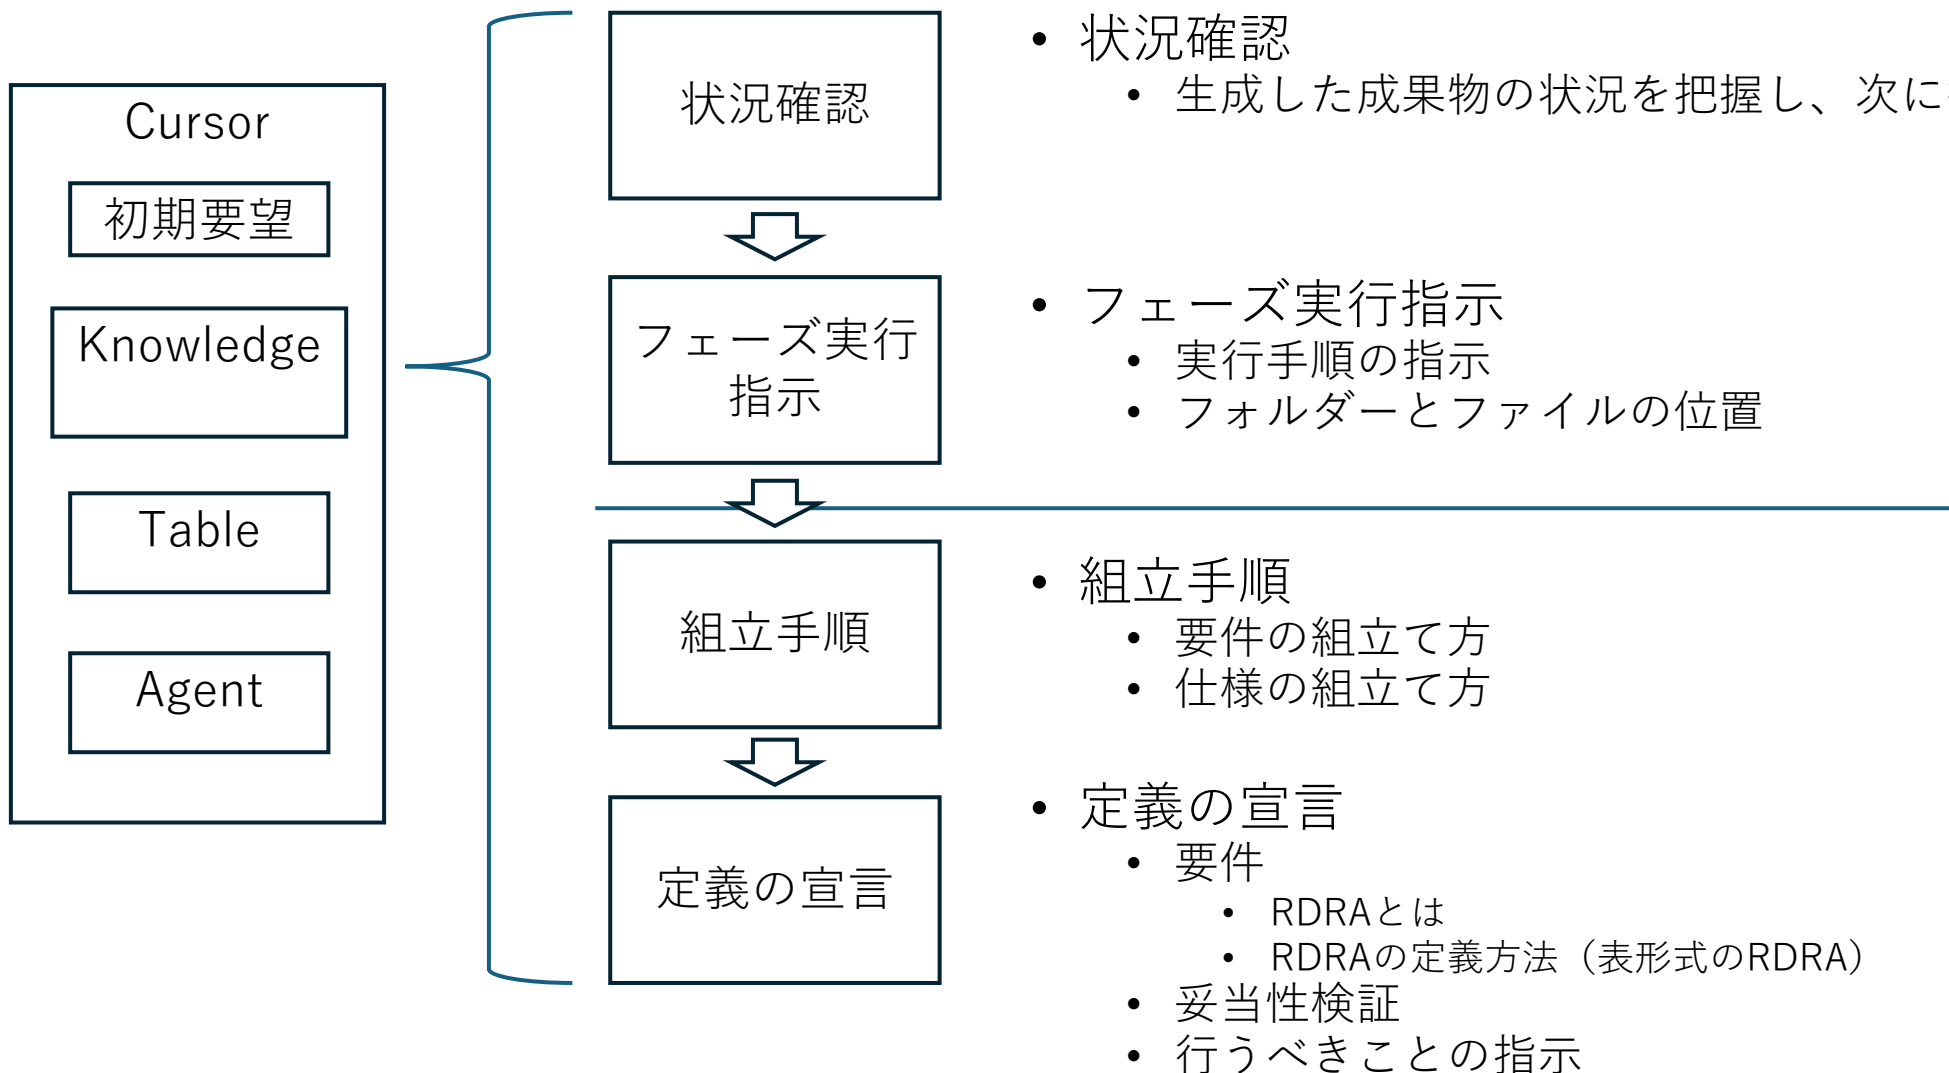 Cursor
初期要望
Knowledge
Table
Agent
状況確認
フェーズ実行
指示
組立手順
定義の宣言
• 状況確認
• 生成した成果物の状況を把握し、次に
• フェーズ実行指示
• 実行手順の指示
• フォルダーとファイルの位置
• 組立手順
• 要件の組立て方
• 仕様の組立て方
• 定義の宣言
• 要件
• RDRAとは
• RDRAの定義方法（表形式のRDRA）
• 妥当性検証
• 行うべきことの指示